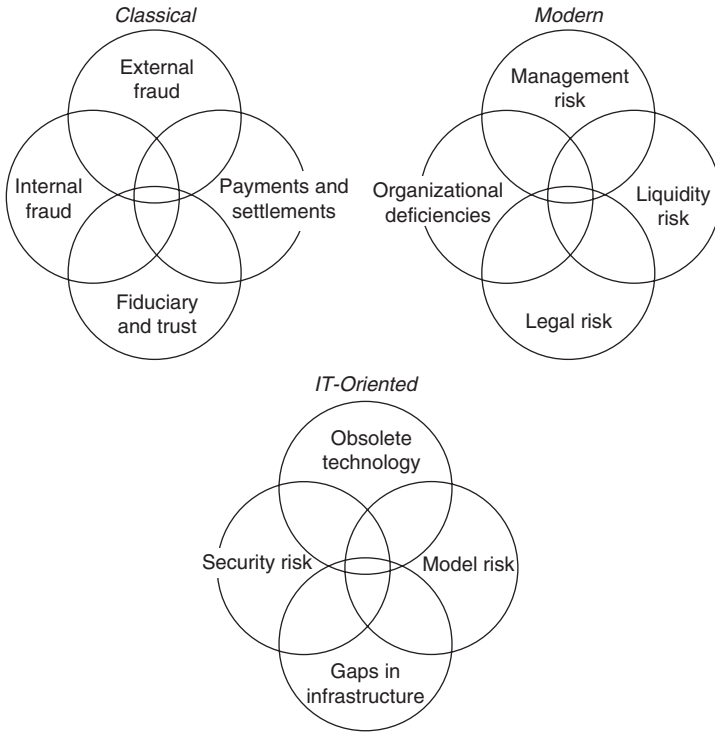 Classical
External
fraud
Internal
fraud
Payments and
settlements
Fiduciary
and trust
Modern
Management
risk
Organizational
deficiencies
Liquidity
risk
Legal risk
IT-Oriented
Obsolete
technology
Security risk
Model risk
Gaps in
infrastructure